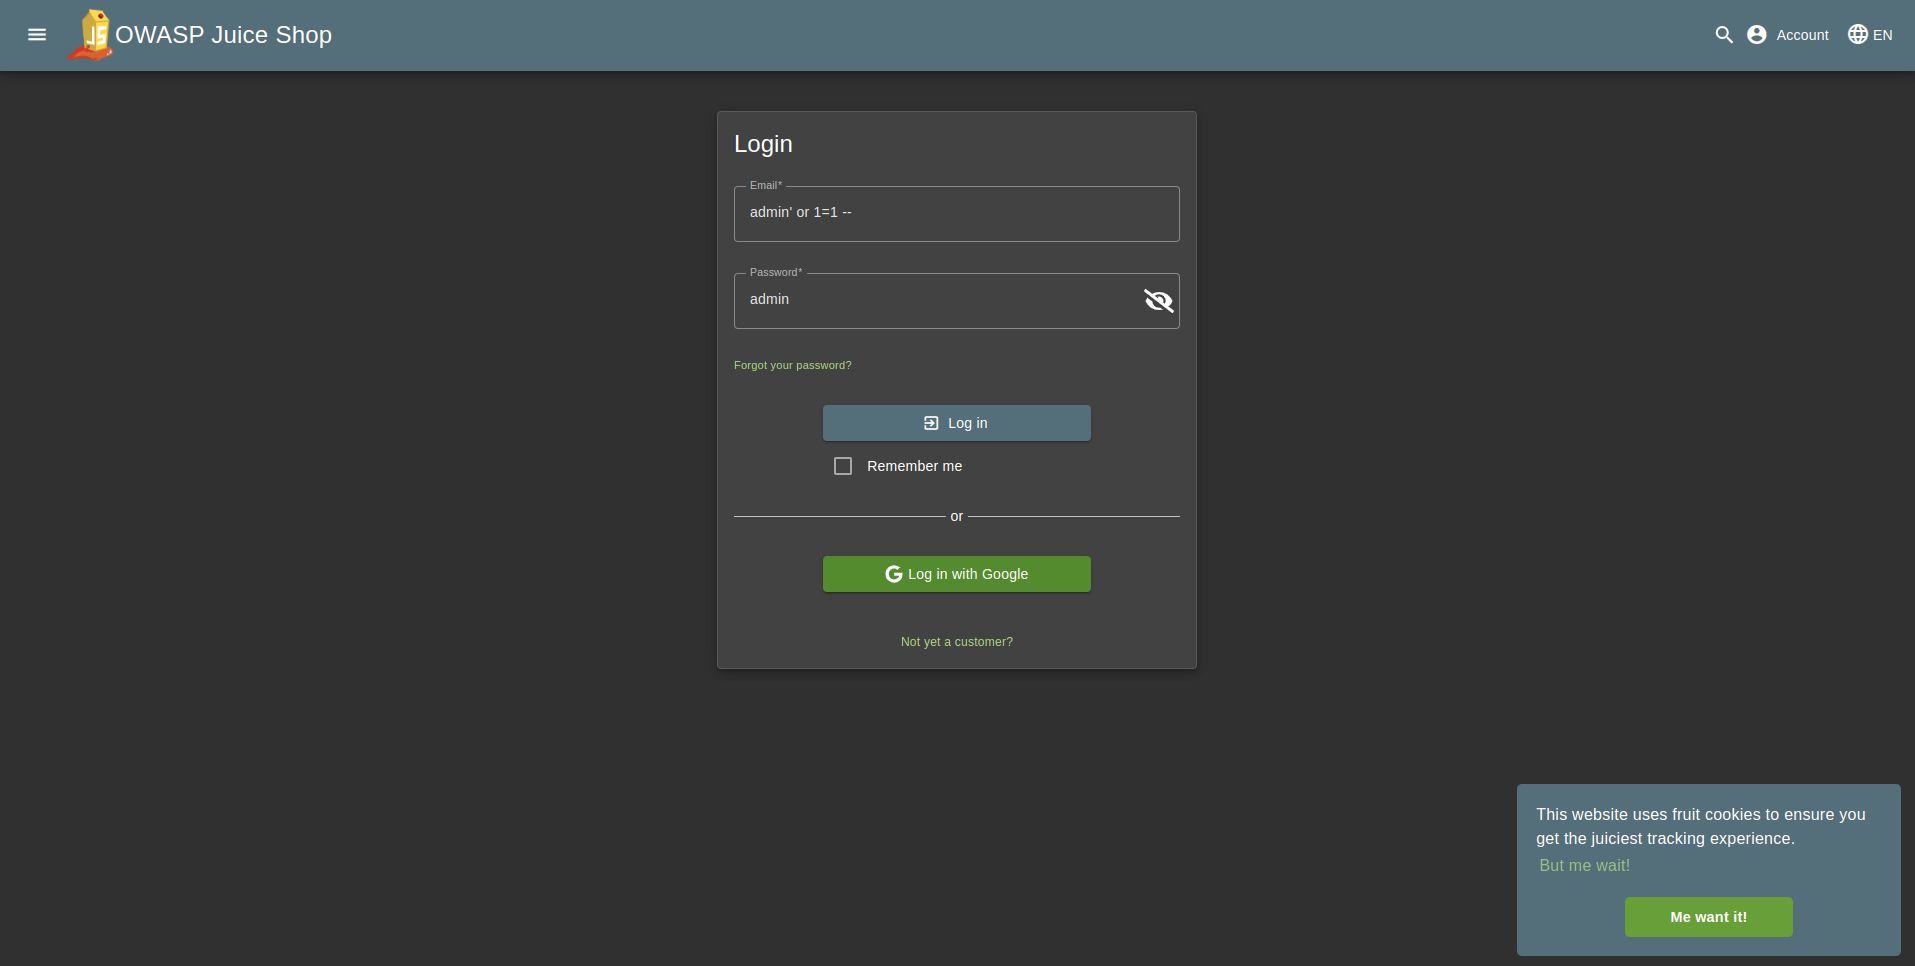 OWASP Juice Shop
Account
EN
Login
Email*
admin' or 1=1 --
Password*
admin
Forgot your password?
Log in
Remember me
or
Log in with Google
Not yet a customer?
This website uses fruit cookies to ensure you
get the juiciest tracking experience.
But me wait!
Me want it!